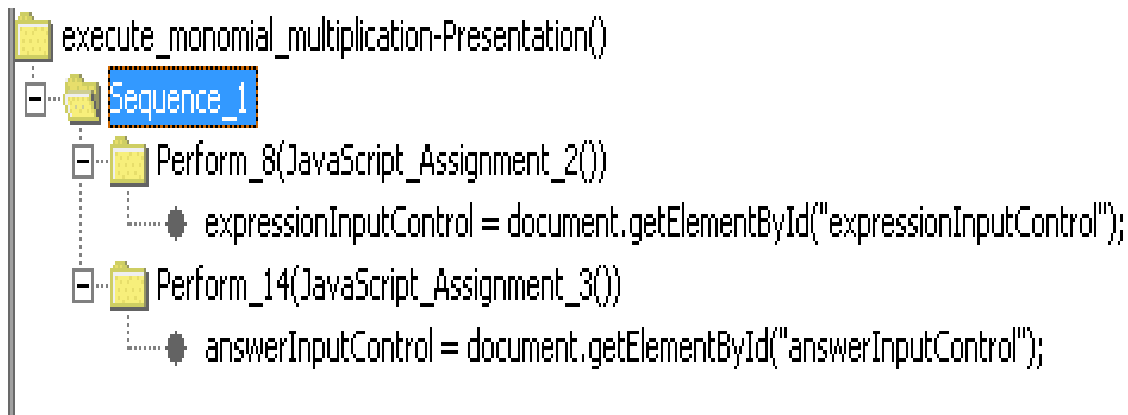 execute_monomial_multiplication-Presentation()
Sequence_1
Perform_8(JavaScript_Assignment_2())
expressionInputControl = document.getElementById("expressionInputControl");
Perform_14(JavaScript_Assignment_3())
answerInputControl = document.getElementById("answerInputControl");